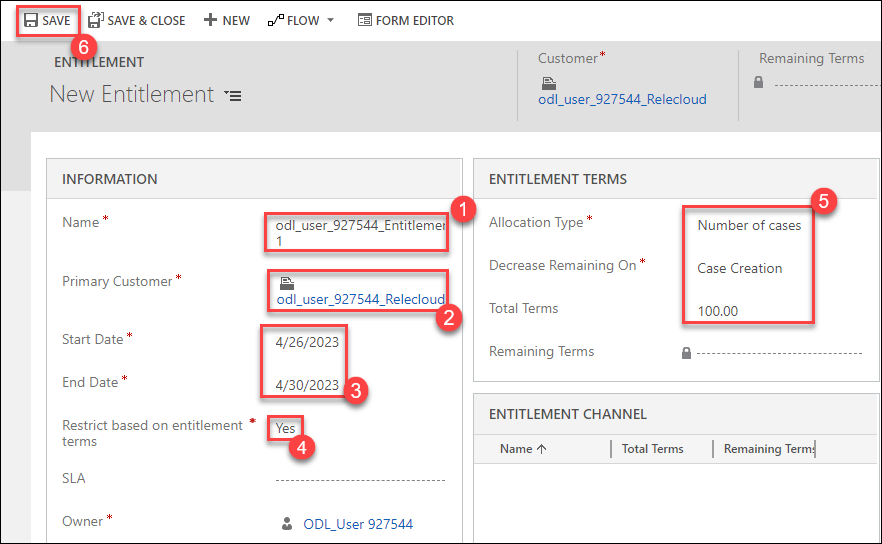 SAVE SAVE & CLOSE NEW FLOW FORM EDITOR
6
ENTITLEMENT
New Entitlement
Customer*
odl_user_927544_Relecloud
Remaining Terms
INFORMATION
Name*
odl_user_927544_Entitlemer
1
1
Primary Customer*
odl_user_927544_Relecloud
2
Start Date*
4/26/2023
End Date*
4/30/2023
3
Restrict based on entitlement *
terms
Yes
4
SLA
Owner*
ODL_User 927544
ENTITLEMENT TERMS
5
Allocation Type*
Number of cases
Decrease Remaining On*
Case Creation
Total Terms
100.00
Remaining Terms
ENTITLEMENT CHANNEL
Name Total Terms Remaining Terms